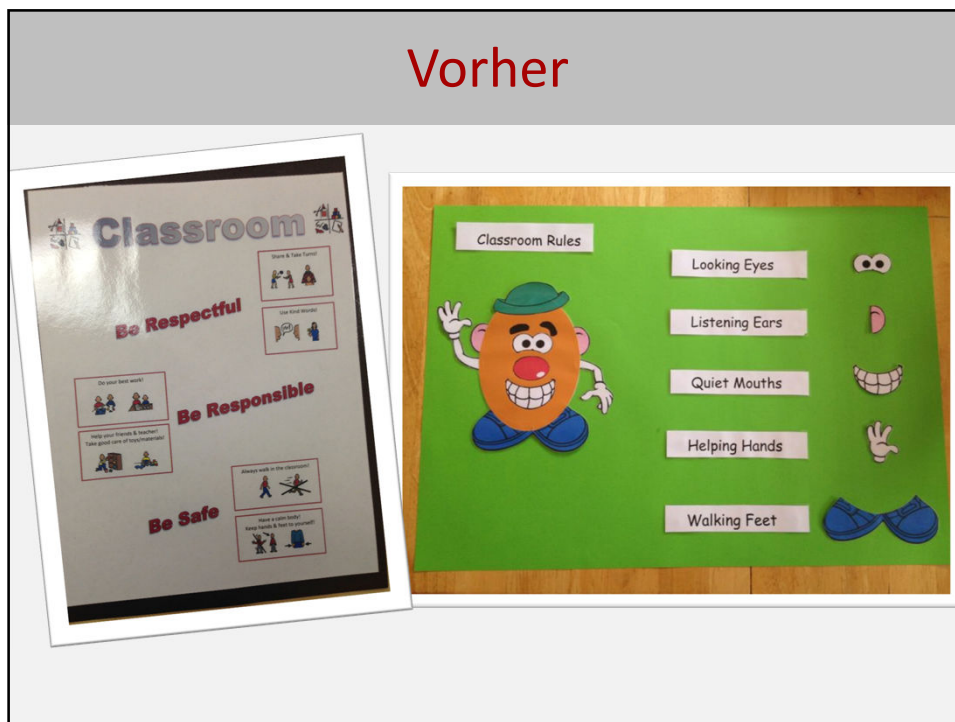 Vorher
Classroom
Share & Take Turns!
Be Respectful
Use Kind Words!
Do your best work!
Be Responsible
Help your friends & teacher!
Take good care of toys/materials!
Always walk in the classroom!
Be Safe
Have a calm body!
Keep hands & feet to yourself!
Classroom Rules
Looking Eyes
Listening Ears
Quiet Mouths
Helping Hands
Walking Feet